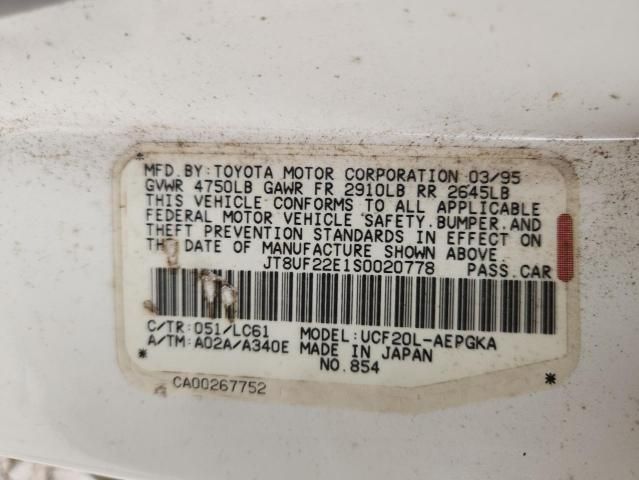 MFD. BY: TOYOTA MOTOR CORPORATION 03/95
GVWR 4750LB GAWR FR 2910LB RR 2645LB
THIS VEHICLE CONFORMS TO ALL APPLICABLE
FEDERAL MOTOR VEHICLE SAFETY, BUMPER, AND
THEFT PREVENTION STANDARDS IN EFFECT ON
THE DATE OF MANUFACTURE SHOWN ABOVE.
JT8UF22E1S0020778 PASS. CAR
C/TR: 051/LC61 MODEL: UCF20L-AEPGKA
A/TM: A02A/A340E MADE IN JAPAN
NO. 854
CA00267752